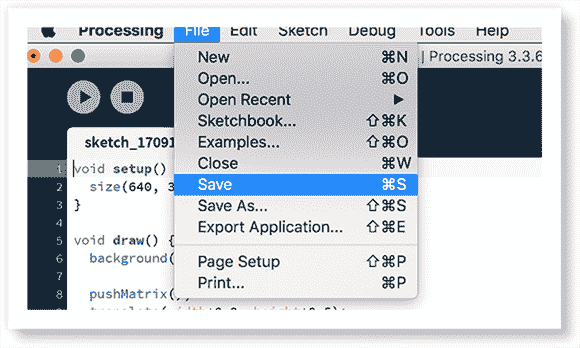 Processing File Edit Sketch Debug Tools Help
| Processing 3.3.6
New ⌘N
Open... ⌘O
Open Recent ▶
Sketchbook... ⇧⌘K
Examples... ⇧⌘O
Close ⌘W
Save ⌘S
Save As... ⇧⌘S
Export Application... ⇧⌘E
Page Setup ⇧⌘P
Print... ⌘P
sketch_17091
1 void setup()
2 size(640, 3
3 }
4
5 void draw() {
6 background(
7
8 pushMatrix();